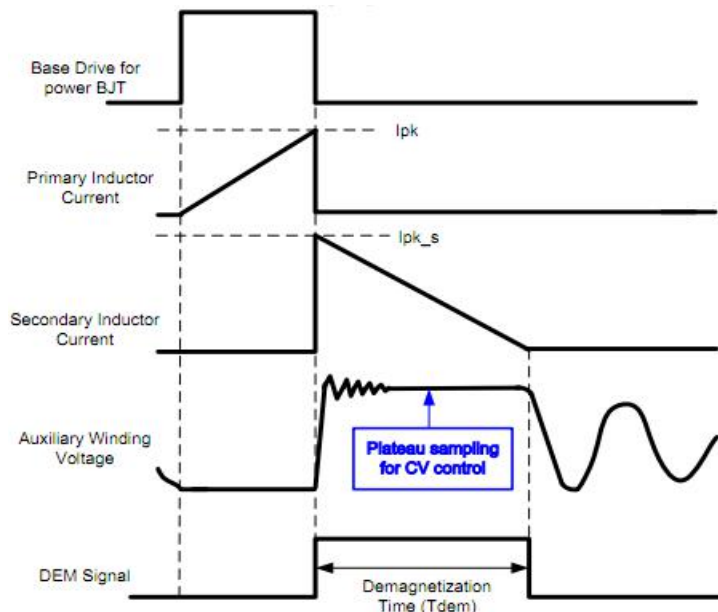 Base Drive for
power BJT
Ipk
Primary Inductor
Current
Ipk_s
Secondary Inductor
Current
Auxiliary Winding
Voltage
Plateau sampling
for CV control
DEM Signal
Demagnetization
Time (Tdem)